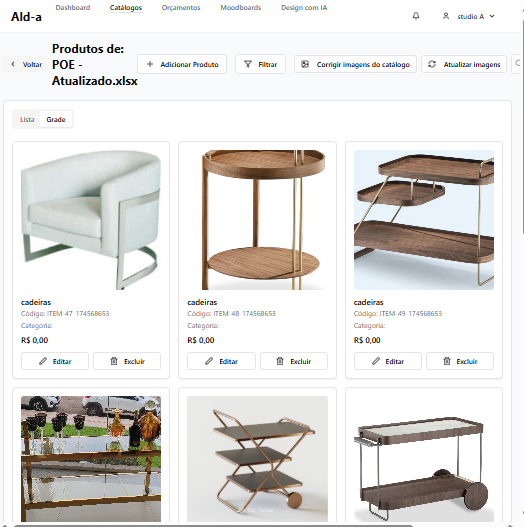 Ald-a
Dashboard
Catálogos
Orçamentos
Moodboards
Design com IA
studio A
Voltar
Produtos de:
POE -
Atualizado.xlsx
Adicionar Produto
Filtrar
Corrigir imagens do catálogo
Atualizar imagens
Lista
Grade
cadeiras
Código: ITEM-47-174568653
Categoria:
R$ 0,00
Editar
Excluir
cadeiras
Código: ITEM-48-174568653
Categoria:
R$ 0,00
Editar
Excluir
cadeiras
Código: ITEM-49-174568653
Categoria:
R$ 0,00
Editar
Excluir